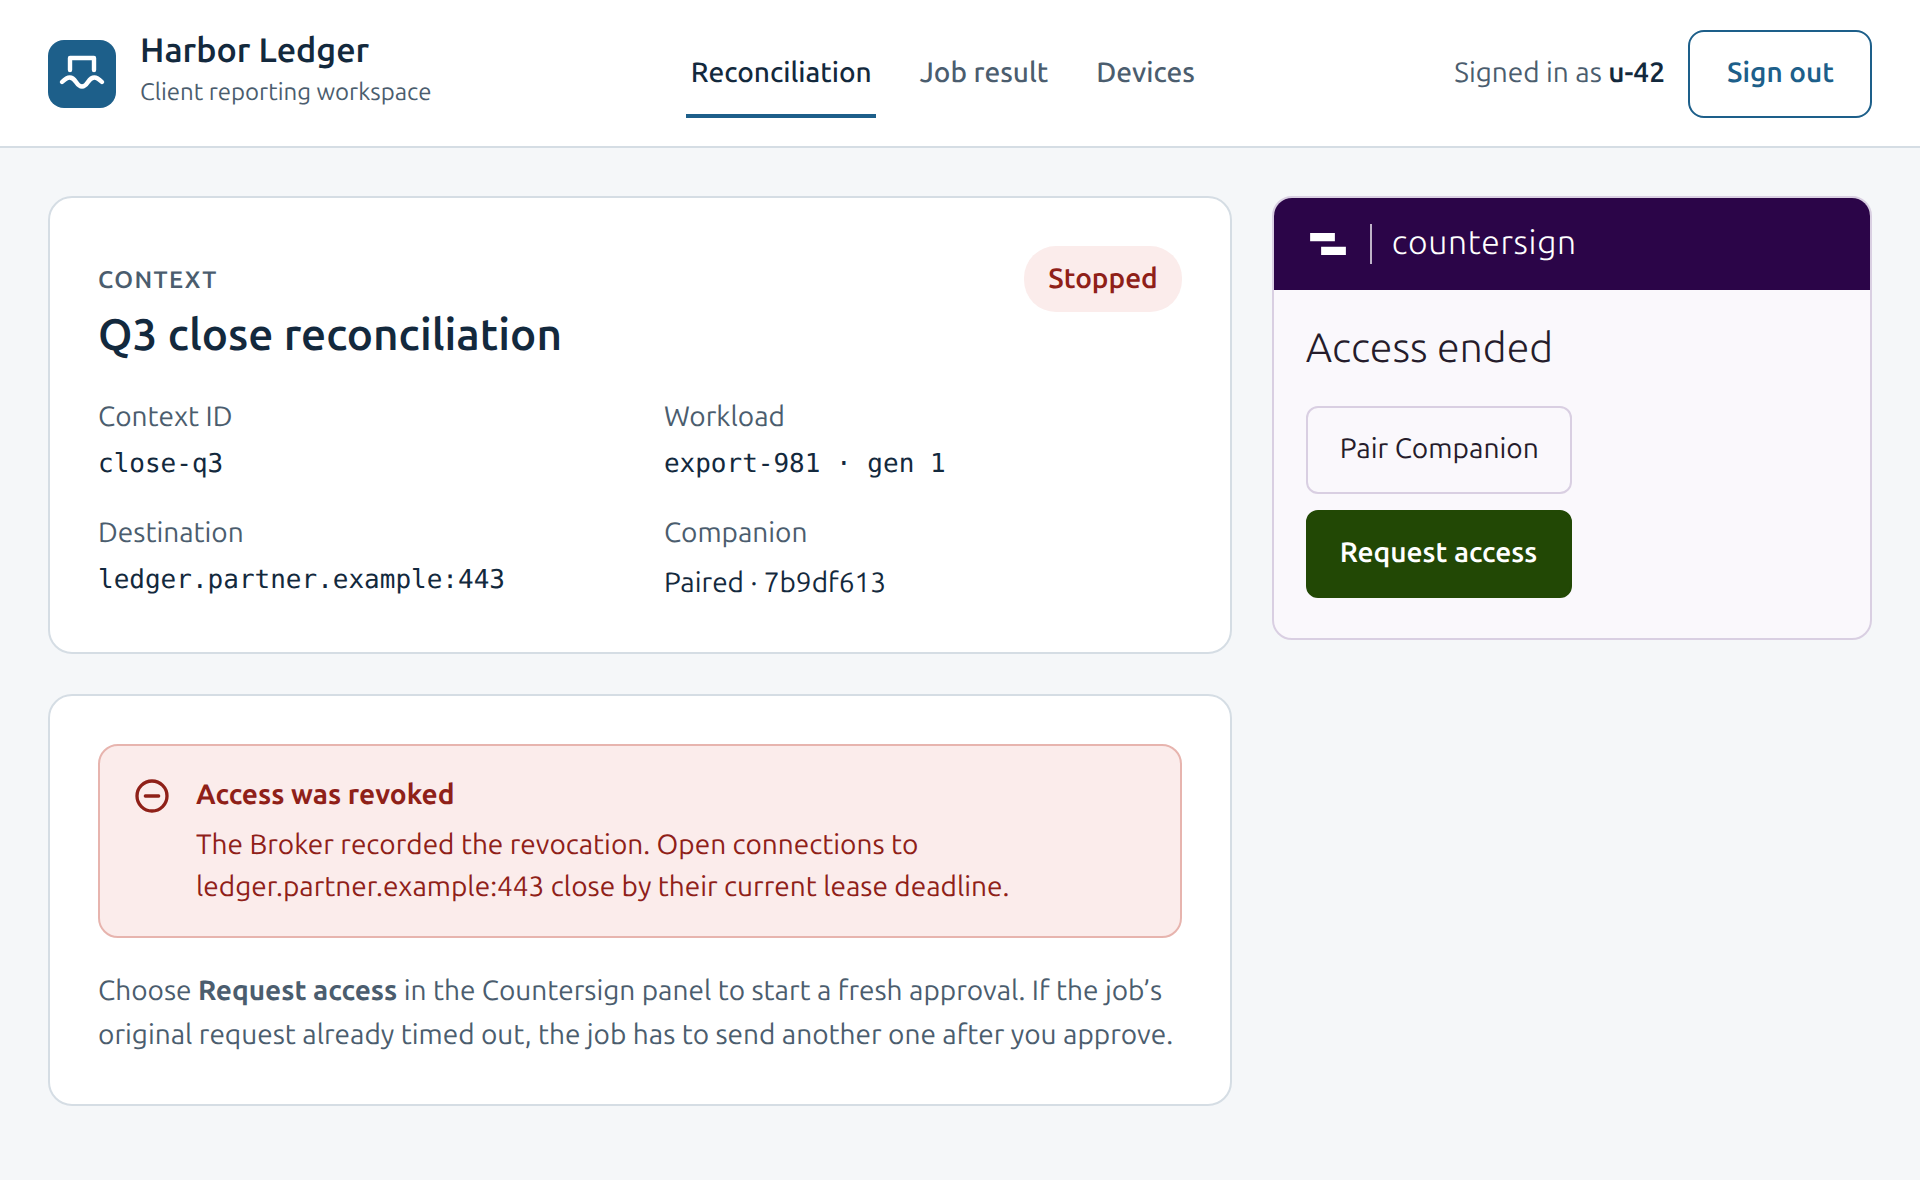 Harbor Ledger
Client reporting workspace
Reconciliation
Job result
Devices
Signed in as u-42
Sign out
CONTEXT
Stopped
Q3 close reconciliation
Context ID
close-q3
Workload
export-981 · gen 1
Destination
ledger.partner.example:443
Companion
Paired · 7b9df613
countersign
Access ended
Pair Companion
Request access
Access was revoked
The Broker recorded the revocation. Open connections to
ledger.partner.example:443 close by their current lease deadline.
Choose Request access in the Countersign panel to start a fresh approval. If the job’s
original request already timed out, the job has to send another one after you approve.